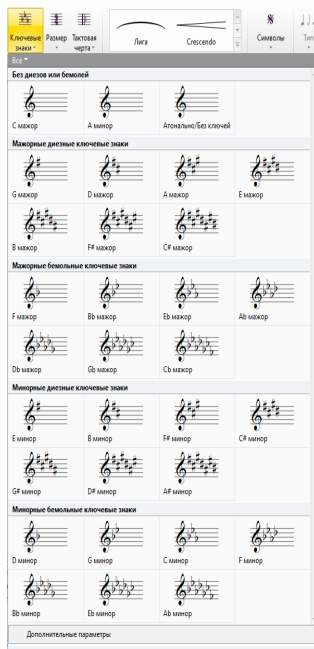 Ключевые знаки
Размер
Тактовая черта
Лига
Crescendo
Символы
Тип
Все
Без диезов или бемолей
C мажор
A минор
Атонально/Без ключей
Мажорные диезные ключевые знаки
G мажор
D мажор
A мажор
E мажор
B мажор
F# мажор
C# мажор
Мажорные бемольные ключевые знаки
F мажор
Bb мажор
Eb мажор
Ab мажор
Db мажор
Gb мажор
Cb мажор
Минорные диезные ключевые знаки
E минор
B минор
F# минор
C# минор
G# минор
D# минор
A# минор
Минорные бемольные ключевые знаки
D минор
G минор
C минор
F минор
Bb минор
Eb минор
Ab минор
Дополнительные параметры